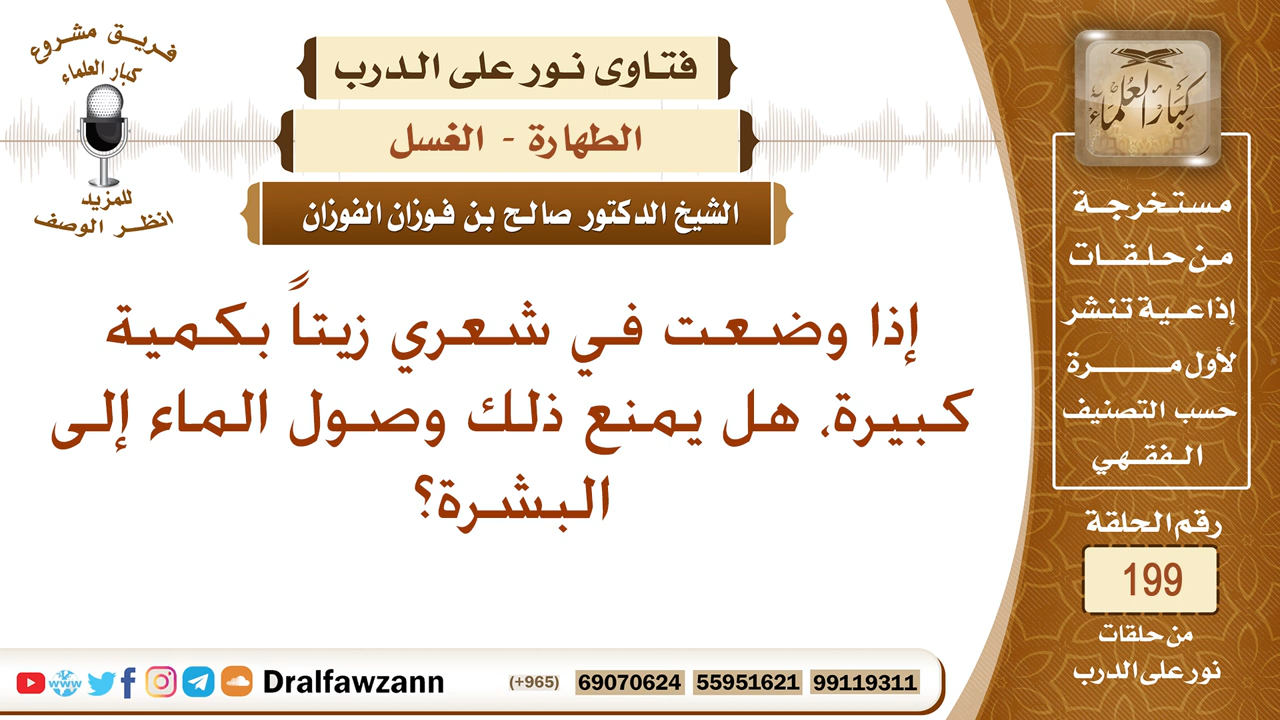 فريق مشروع
كبار العلماء
للمزيد
انظر الوصف
فتاوى نور على الدرب
الطهارة - الغسل
الشيخ الدكتور صالح بن فوزان الفوزان
إذا وضعت في شعري زيتاً بكمية
كبيرة، هل يمنع ذلك وصول الماء إلى
البشرة؟
كبار العلماء
مستخرجة
من حلقات
إذاعية تنشر
لأول مرة
حسب التصنيف
الفقهي
رقم الحلقة
199
من حلقات
نور على الدرب
www
Dralfawzann
(+965) 69070624 55951621 99119311